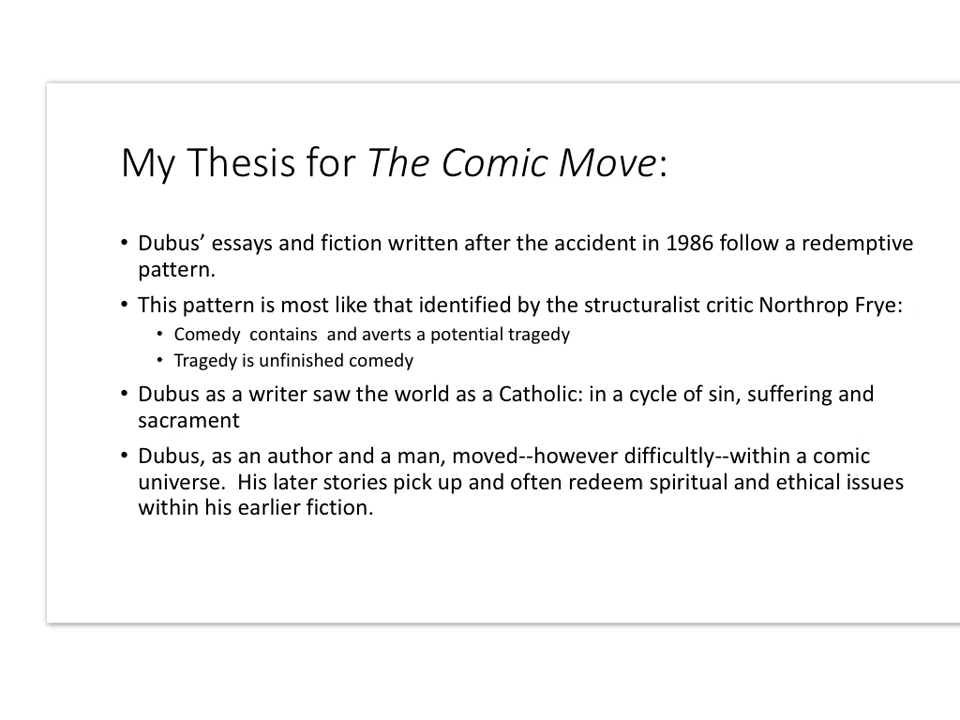 My Thesis for The Comic Move:
• Dubus’ essays and fiction written after the accident in 1986 follow a redemptive
pattern.
• This pattern is most like that identified by the structuralist critic Northrop Frye:
• Comedy  contains  and averts a potential tragedy
• Tragedy is unfinished comedy
• Dubus as a writer saw the world as a Catholic: in a cycle of sin, suffering and
sacrament
• Dubus, as an author and a man, moved--however difficultly--within a comic
universe.  His later stories pick up and often redeem spiritual and ethical issues
within his earlier fiction.